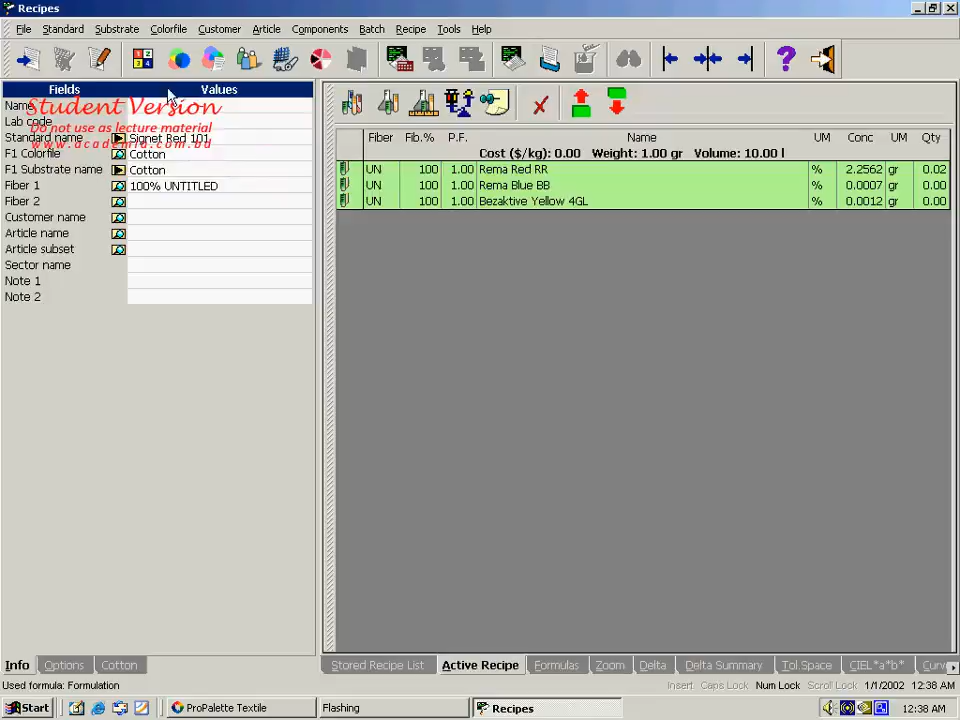 Recipes
File Standard Substrate Colorfile Customer Article Components Batch Recipe Tools Help
Fields Values
Name
Lab code
Standard name Signet Red 101
F1 Colorfile Cotton
F1 Substrate name Cotton
Fiber 1 100% UNTITLED
Fiber 2
Customer name
Article name
Article subset
Sector name
Note 1
Note 2
Student Version
Do not use as lecture material
www.academia.com.bd
Fiber Fib.% P.F. Name UM Conc UM Qty
Cost ($/kg): 0.00 Weight: 1.00 gr Volume: 10.00 l
UN 100 1.00 Rema Red RR % 2.2562 gr 0.02
UN 100 1.00 Rema Blue BB % 0.0007 gr 0.00
UN 100 1.00 Bezaktive Yellow 4GL % 0.0012 gr 0.00
Info Options Cotton
Stored Recipe List Active Recipe Formulas Zoom Delta Delta Summary Tol.Space CIEL*a*b* Curv
Used formula: Formulation
Insert Caps Lock Num Lock Scroll Lock 1/1/2002 12:38 AM
Start ProPalette Textile Flashing Recipes 12:38 AM